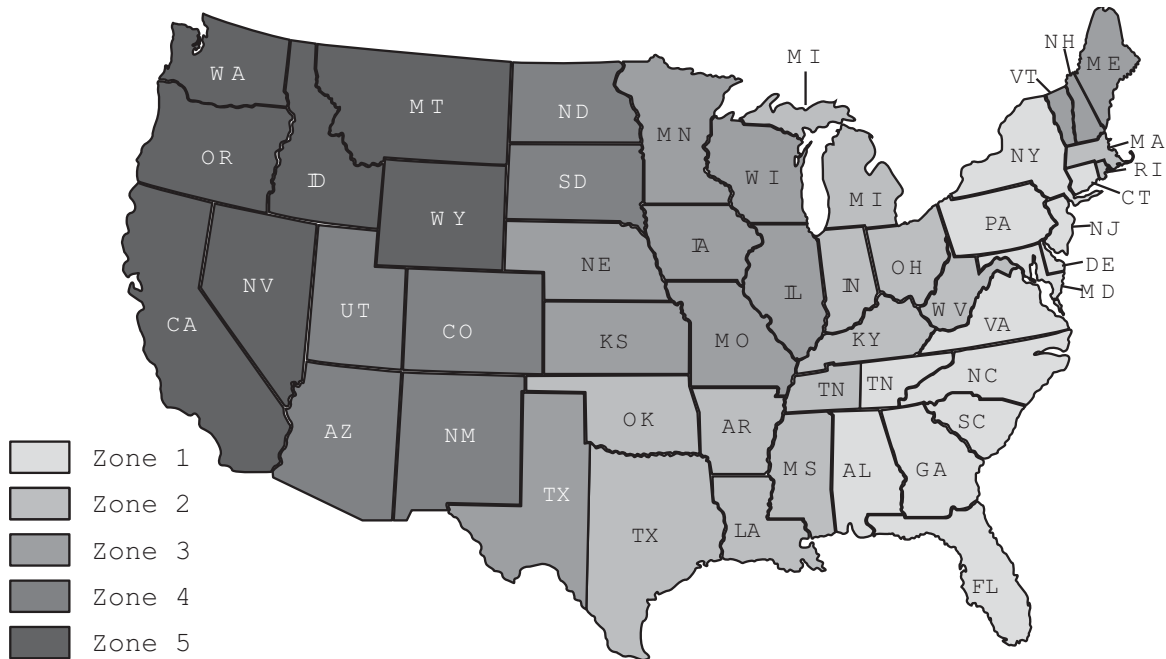 MI
NH
ME
VT
WA
MT
ND
MN
MA
OR
ID
SD
WI
NY
RI
MI
CT
WY
PA
NJ
IA
NE
OH
DE
NV
UT
IL
IN
MD
CA
CO
KS
MO
WV
VA
KY
TN
TN
NC
AZ
NM
OK
AR
SC
Zone 1
MS
AL
GA
TX
Zone 2
TX
LA
Zone 3
FL
Zone 4
Zone 5